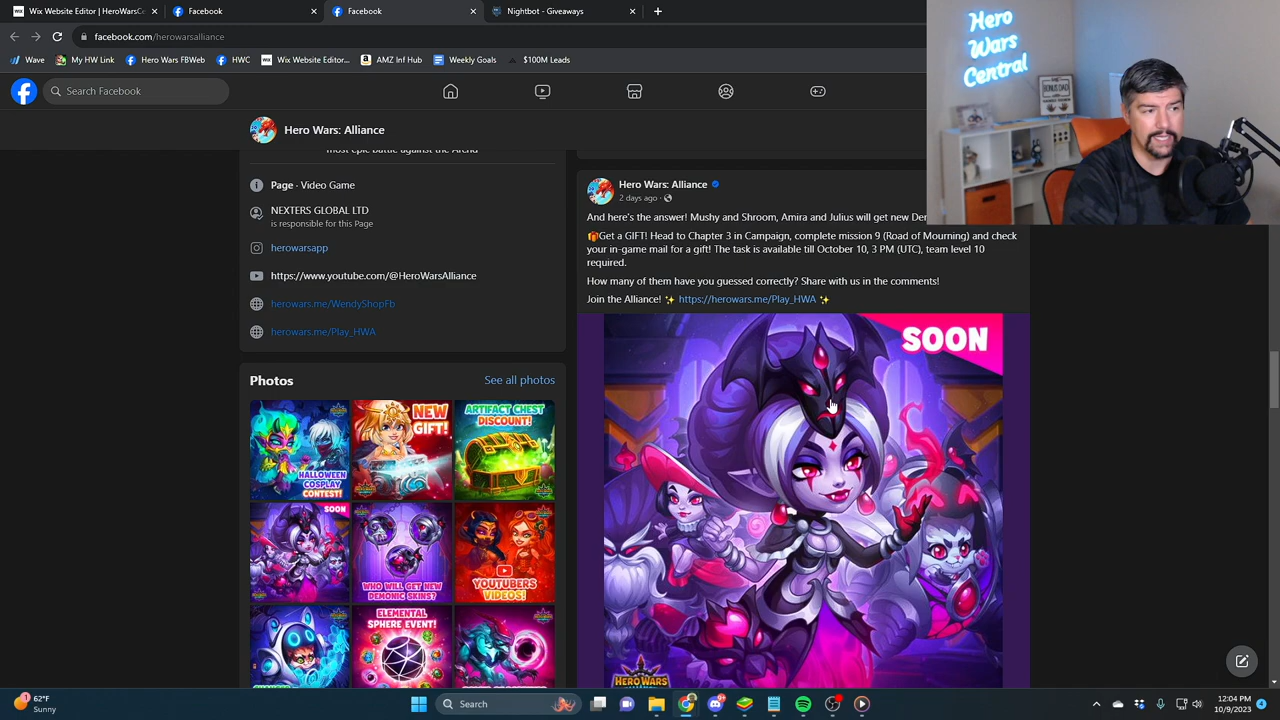 Wix Website Editor | HeroWarsCe
Facebook
Facebook
Nightbot - Giveaways
facebook.com/herowarsalliance
Wave
My HW Link
Hero Wars FBWeb
HWC
Wix Website Editor...
AMZ Inf Hub
Weekly Goals
$100M Leads
Search Facebook
Hero Wars: Alliance
most epic battle against the Archd
Page · Video Game
NEXTERS GLOBAL LTD
is responsible for this Page
herowarsapp
https://www.youtube.com/@HeroWarsAlliance
herowars.me/WendyShopFb
herowars.me/Play_HWA
Photos
See all photos
HALLOWEEN
COSPLAY
CONTEST!
NEW
GIFT!
ARTIFACT CHEST
DISCOUNT!
SOON
WHO WILL GET NEW
DEMONIC SKINS?
YOUTUBERS
VIDEOS!
ELEMENTAL
SPHERE EVENT!
Hero Wars: Alliance
2 days ago ·
And here's the answer! Mushy and Shroom, Amira and Julius will get new De
Get a GIFT! Head to Chapter 3 in Campaign, complete mission 9 (Road of Mourning) and check
your in-game mail for a gift! The task is available till October 10, 3 PM (UTC), team level 10
required.
How many of them have you guessed correctly? Share with us in the comments!
Join the Alliance! ✨ https://herowars.me/Play_HWA ✨
SOON
HERO WARS
Hero
Wars
Central
62°F
Sunny
Search
12:04 PM
10/9/2023